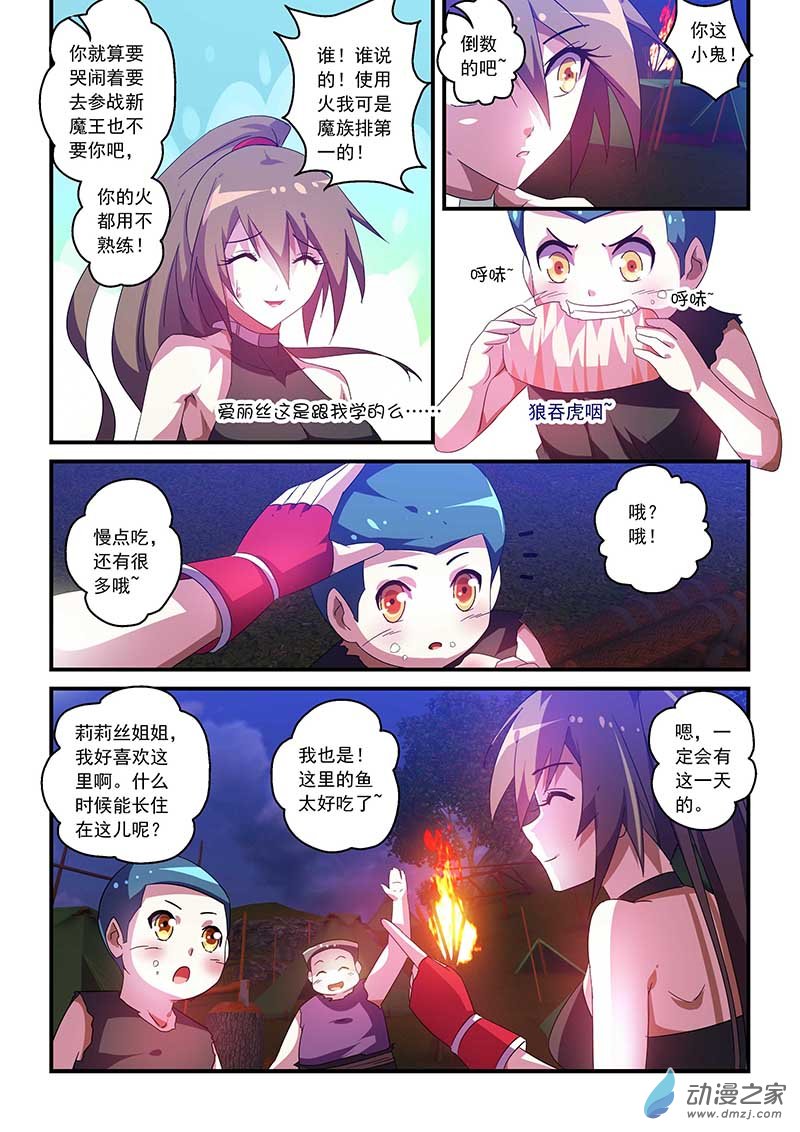 你就算要
哭闹着要
去参战新
魔王也不
要你吧，
你的火
都用不
熟练！
谁！谁说
的！使用
火我可是
魔族排第
一的！
倒数
的吧~
你这
小鬼！
爱丽丝这是跟我学的么……
呼哧~
呼哧~
狼吞虎咽~
慢点吃，
还有很
多哦~
哦？
哦！
莉莉丝姐姐，
我好喜欢这
里啊。什么
时候能长住
在这儿呢？
我也是！
这里的鱼
太好吃了~
嗯，一
定会有
这一天
的。
动漫之家
www.dmzj.com